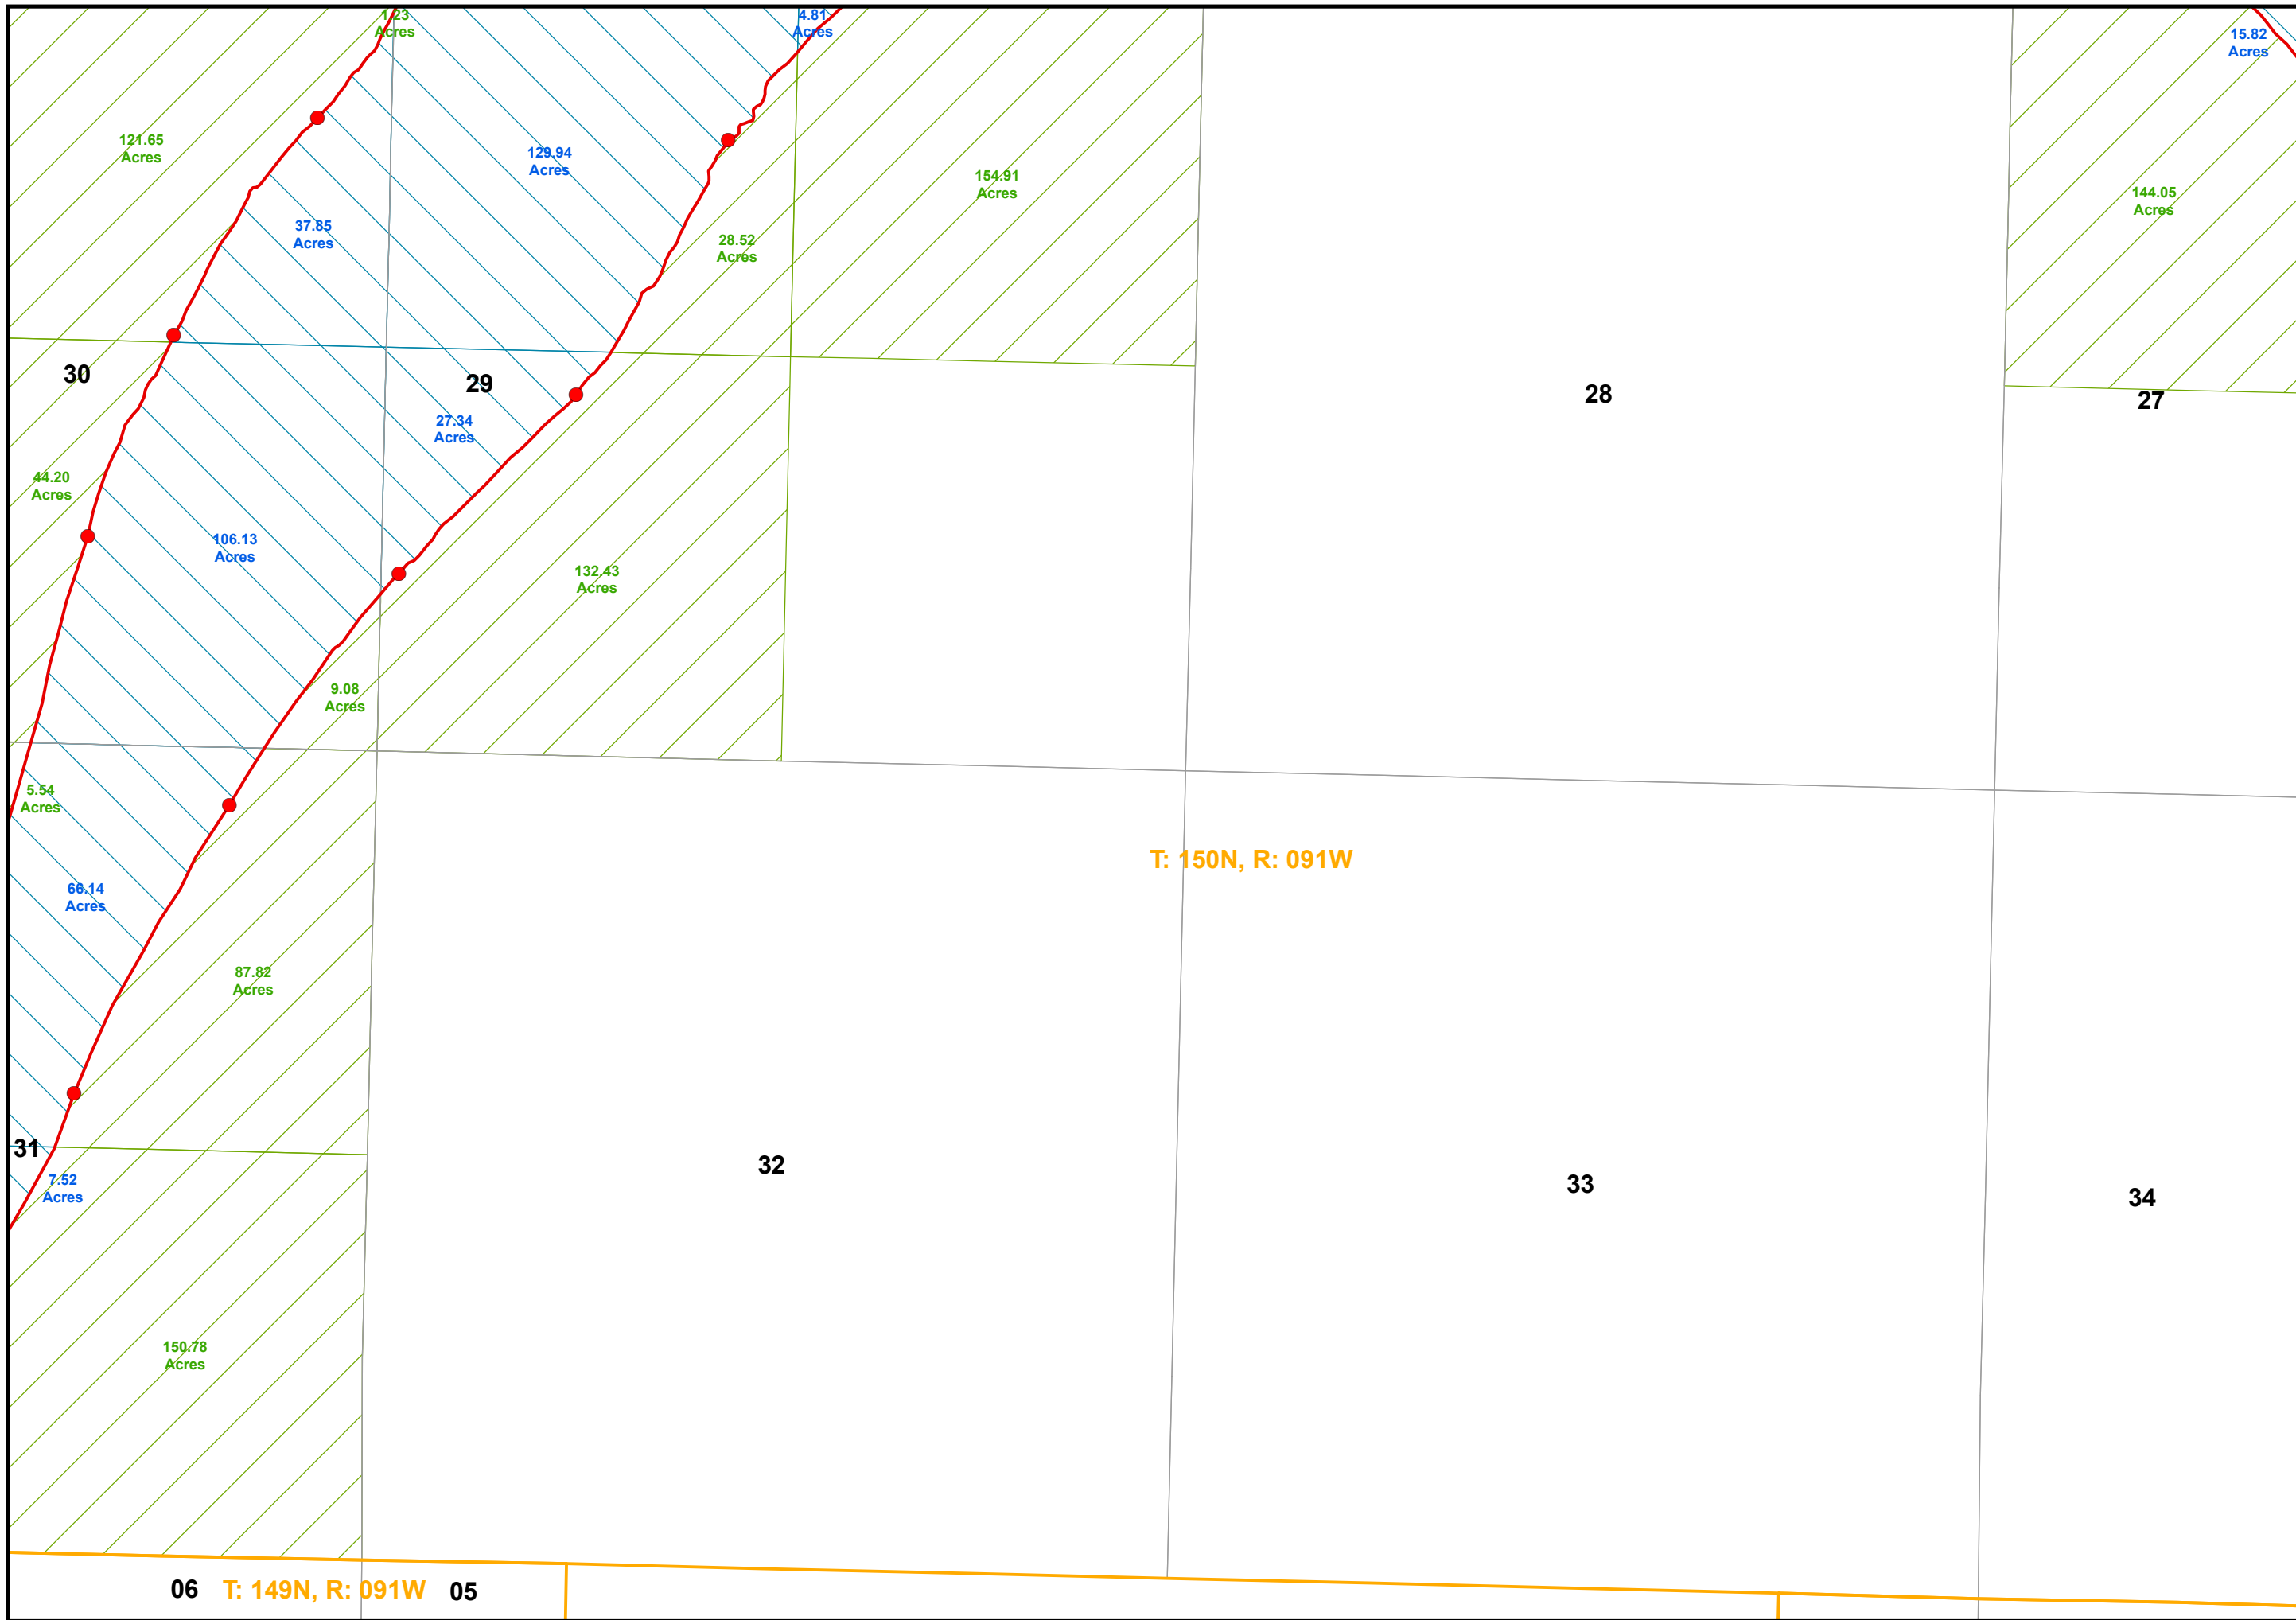 1.23
Acres
4.81
Acres
15.82
Acres
121.65
Acres
129.94
Acres
154.91
Acres
144.05
Acres
37.85
Acres
28.52
Acres
30
29
28
27
27.34
Acres
44.20
Acres
106.13
Acres
132.43
Acres
9.08
Acres
5.54
Acres
T: 150N, R: 091W
66.14
Acres
87.82
Acres
31
32
33
34
7.52
Acres
150.78
Acres
06
T: 149N, R: 091W
05